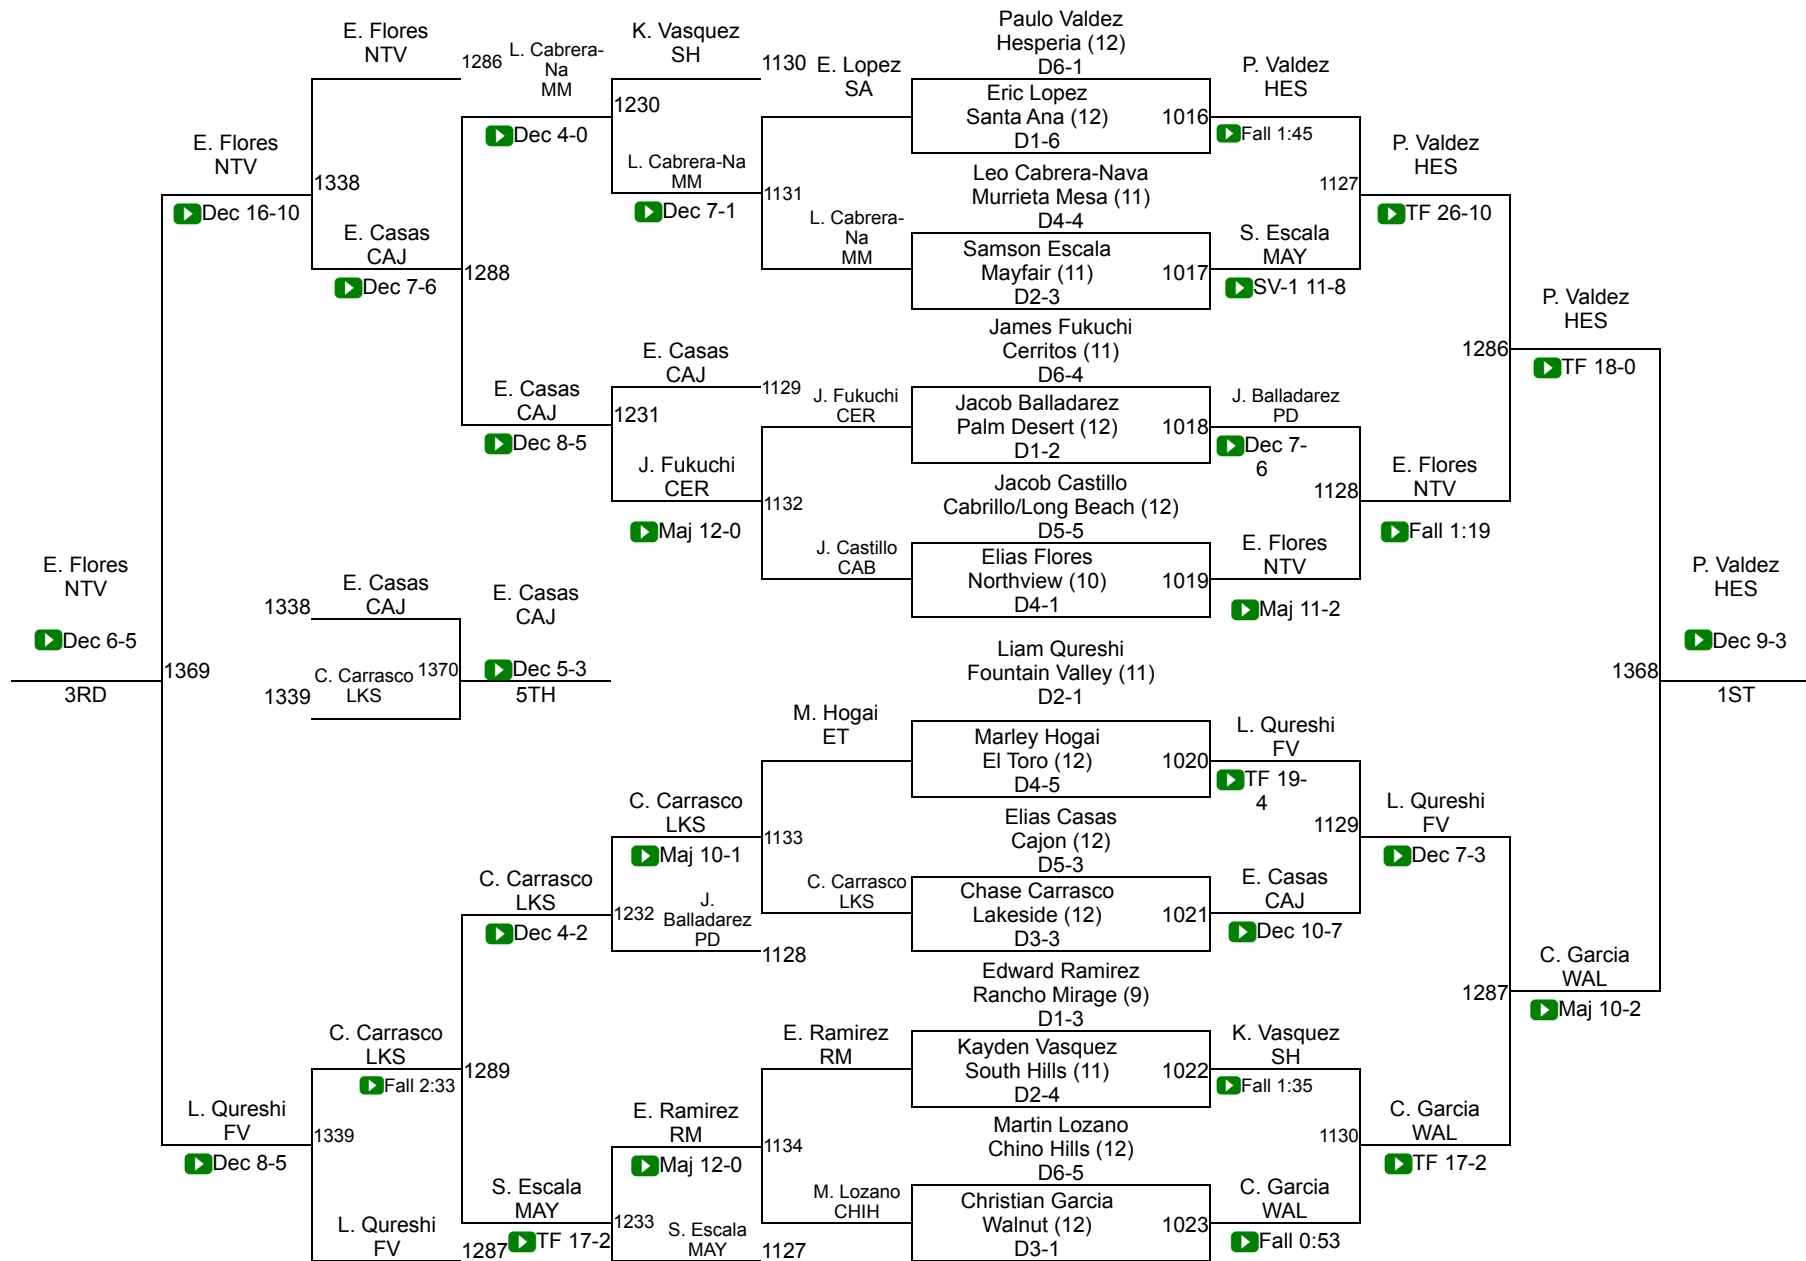 E. Flores
NTV
1286
L. Cabrera-
Na
MM
K. Vasquez
SH
1130
E. Lopez
SA
Paulo Valdez
Hesperia (12)
D6-1
Eric Lopez
Santa Ana (12)
D1-6
1016
P. Valdez
HES
Fall 1:45
1230
Dec 4-0
E. Flores
NTV
Dec 16-10
1338
L. Cabrera-Na
MM
Dec 7-1
1131
L. Cabrera-
Na
MM
Leo Cabrera-Nava
Murrieta Mesa (11)
D4-4
Samson Escala
Mayfair (11)
D2-3
1017
S. Escala
MAY
SV-1 11-8
1127
P. Valdez
HES
TF 26-10
E. Casas
CAJ
Dec 7-6
1288
P. Valdez
HES
TF 18-0
1286
E. Casas
CAJ
Dec 8-5
1231
E. Casas
CAJ
1129
J. Fukuchi
CER
James Fukuchi
Cerritos (11)
D6-4
Jacob Balladarez
Palm Desert (12)
D1-2
1018
J. Balladarez
PD
Dec 7-
6
J. Fukuchi
CER
Maj 12-0
1132
J. Castillo
CAB
Jacob Castillo
Cabrillo/Long Beach (12)
D5-5
Elias Flores
Northview (10)
D4-1
1019
E. Flores
NTV
Maj 11-2
1128
E. Flores
NTV
Fall 1:19
E. Flores
NTV
Dec 6-5
3RD
1369
1338
E. Casas
CAJ
C. Carrasco
LKS
1339
1370
E. Casas
CAJ
Dec 5-3
5TH
P. Valdez
HES
Dec 9-3
1368
1ST
M. Hogai
ET
Liam Qureshi
Fountain Valley (11)
D2-1
Marley Hogai
El Toro (12)
D4-5
1020
L. Qureshi
FV
TF 19-
4
C. Carrasco
LKS
Maj 10-1
1133
C. Carrasco
LKS
Elias Casas
Cajon (12)
D5-3
Chase Carrasco
Lakeside (12)
D3-3
1021
E. Casas
CAJ
Dec 10-7
1129
L. Qureshi
FV
Dec 7-3
C. Carrasco
LKS
Dec 4-2
1232
J.
Balladarez
PD
1128
C. Garcia
WAL
Maj 10-2
1287
C. Carrasco
LKS
Fall 2:33
1289
E. Ramirez
RM
Edward Ramirez
Rancho Mirage (9)
D1-3
Kayden Vasquez
South Hills (11)
D2-4
1022
K. Vasquez
SH
Fall 1:35
L. Qureshi
FV
Dec 8-5
1339
E. Ramirez
RM
Maj 12-0
1134
M. Lozano
CHIH
Martin Lozano
Chino Hills (12)
D6-5
Christian Garcia
Walnut (12)
D3-1
1023
C. Garcia
WAL
Fall 0:53
1130
C. Garcia
WAL
TF 17-2
L. Qureshi
FV
1287
S. Escala
MAY
TF 17-2
1233
S. Escala
MAY
1127